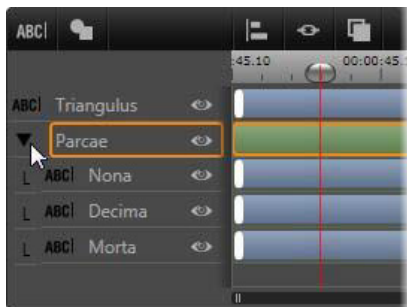 ABC
:45.10 00:00:45.
ABC Triangulus
Parcae
ABC Nona
ABC Decima
ABC Morta